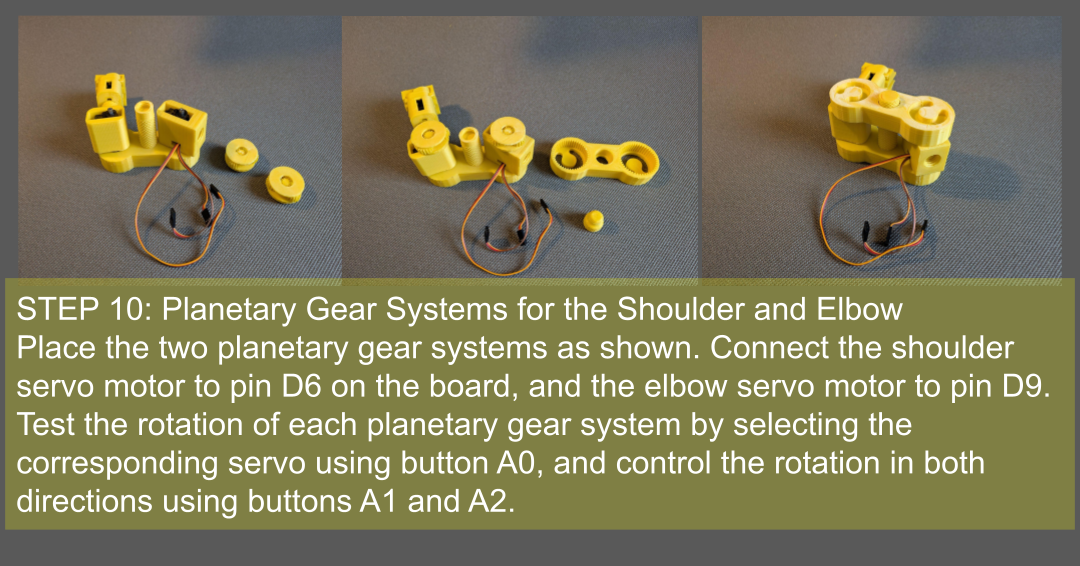 STEP 10: Planetary Gear Systems for the Shoulder and Elbow
Place the two planetary gear systems as shown. Connect the shoulder
servo motor to pin D6 on the board, and the elbow servo motor to pin D9.
Test the rotation of each planetary gear system by selecting the
corresponding servo using button A0, and control the rotation in both
directions using buttons A1 and A2.